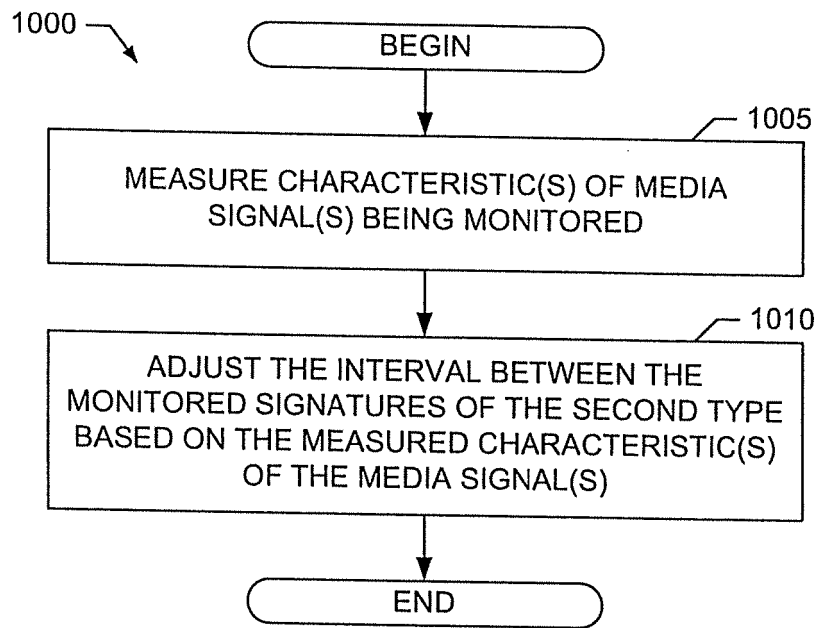 1000
BEGIN
1005
MEASURE CHARACTERISTIC(S) OF MEDIA
SIGNAL(S) BEING MONITORED
1010
ADJUST THE INTERVAL BETWEEN THE
MONITORED SIGNATURES OF THE SECOND TYPE
BASED ON THE MEASURED CHARACTERISTIC(S)
OF THE MEDIA SIGNAL(S)
END